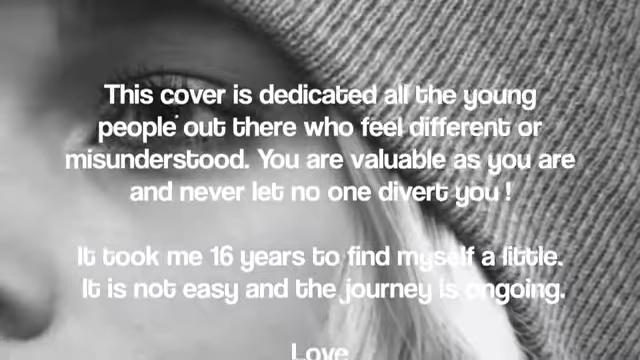 This cover is dedicated all the young
people out there who feel different or
misunderstood. You are valuable as you are
and never let no one divert you !
It took me 16 years to find myself a little.
It is not easy and the journey is ongoing.
Love